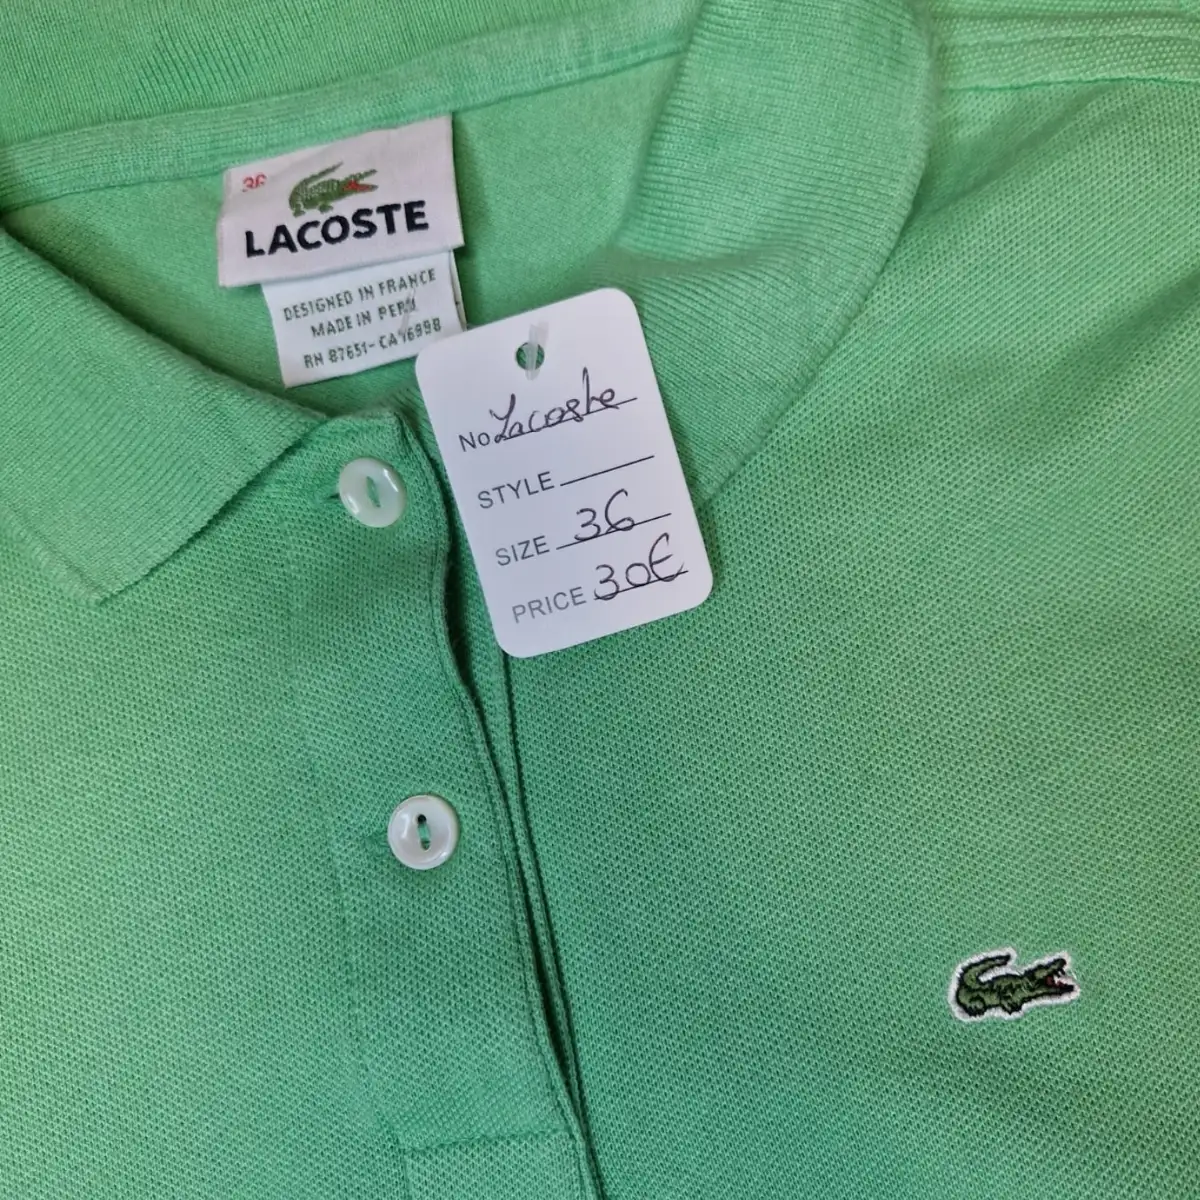 36
LACOSTE
DESIGNED IN FRANCE
MADE IN PERU
RN 87651-CA16998
No Lacoste
STYLE
SIZE 36
PRICE 30€